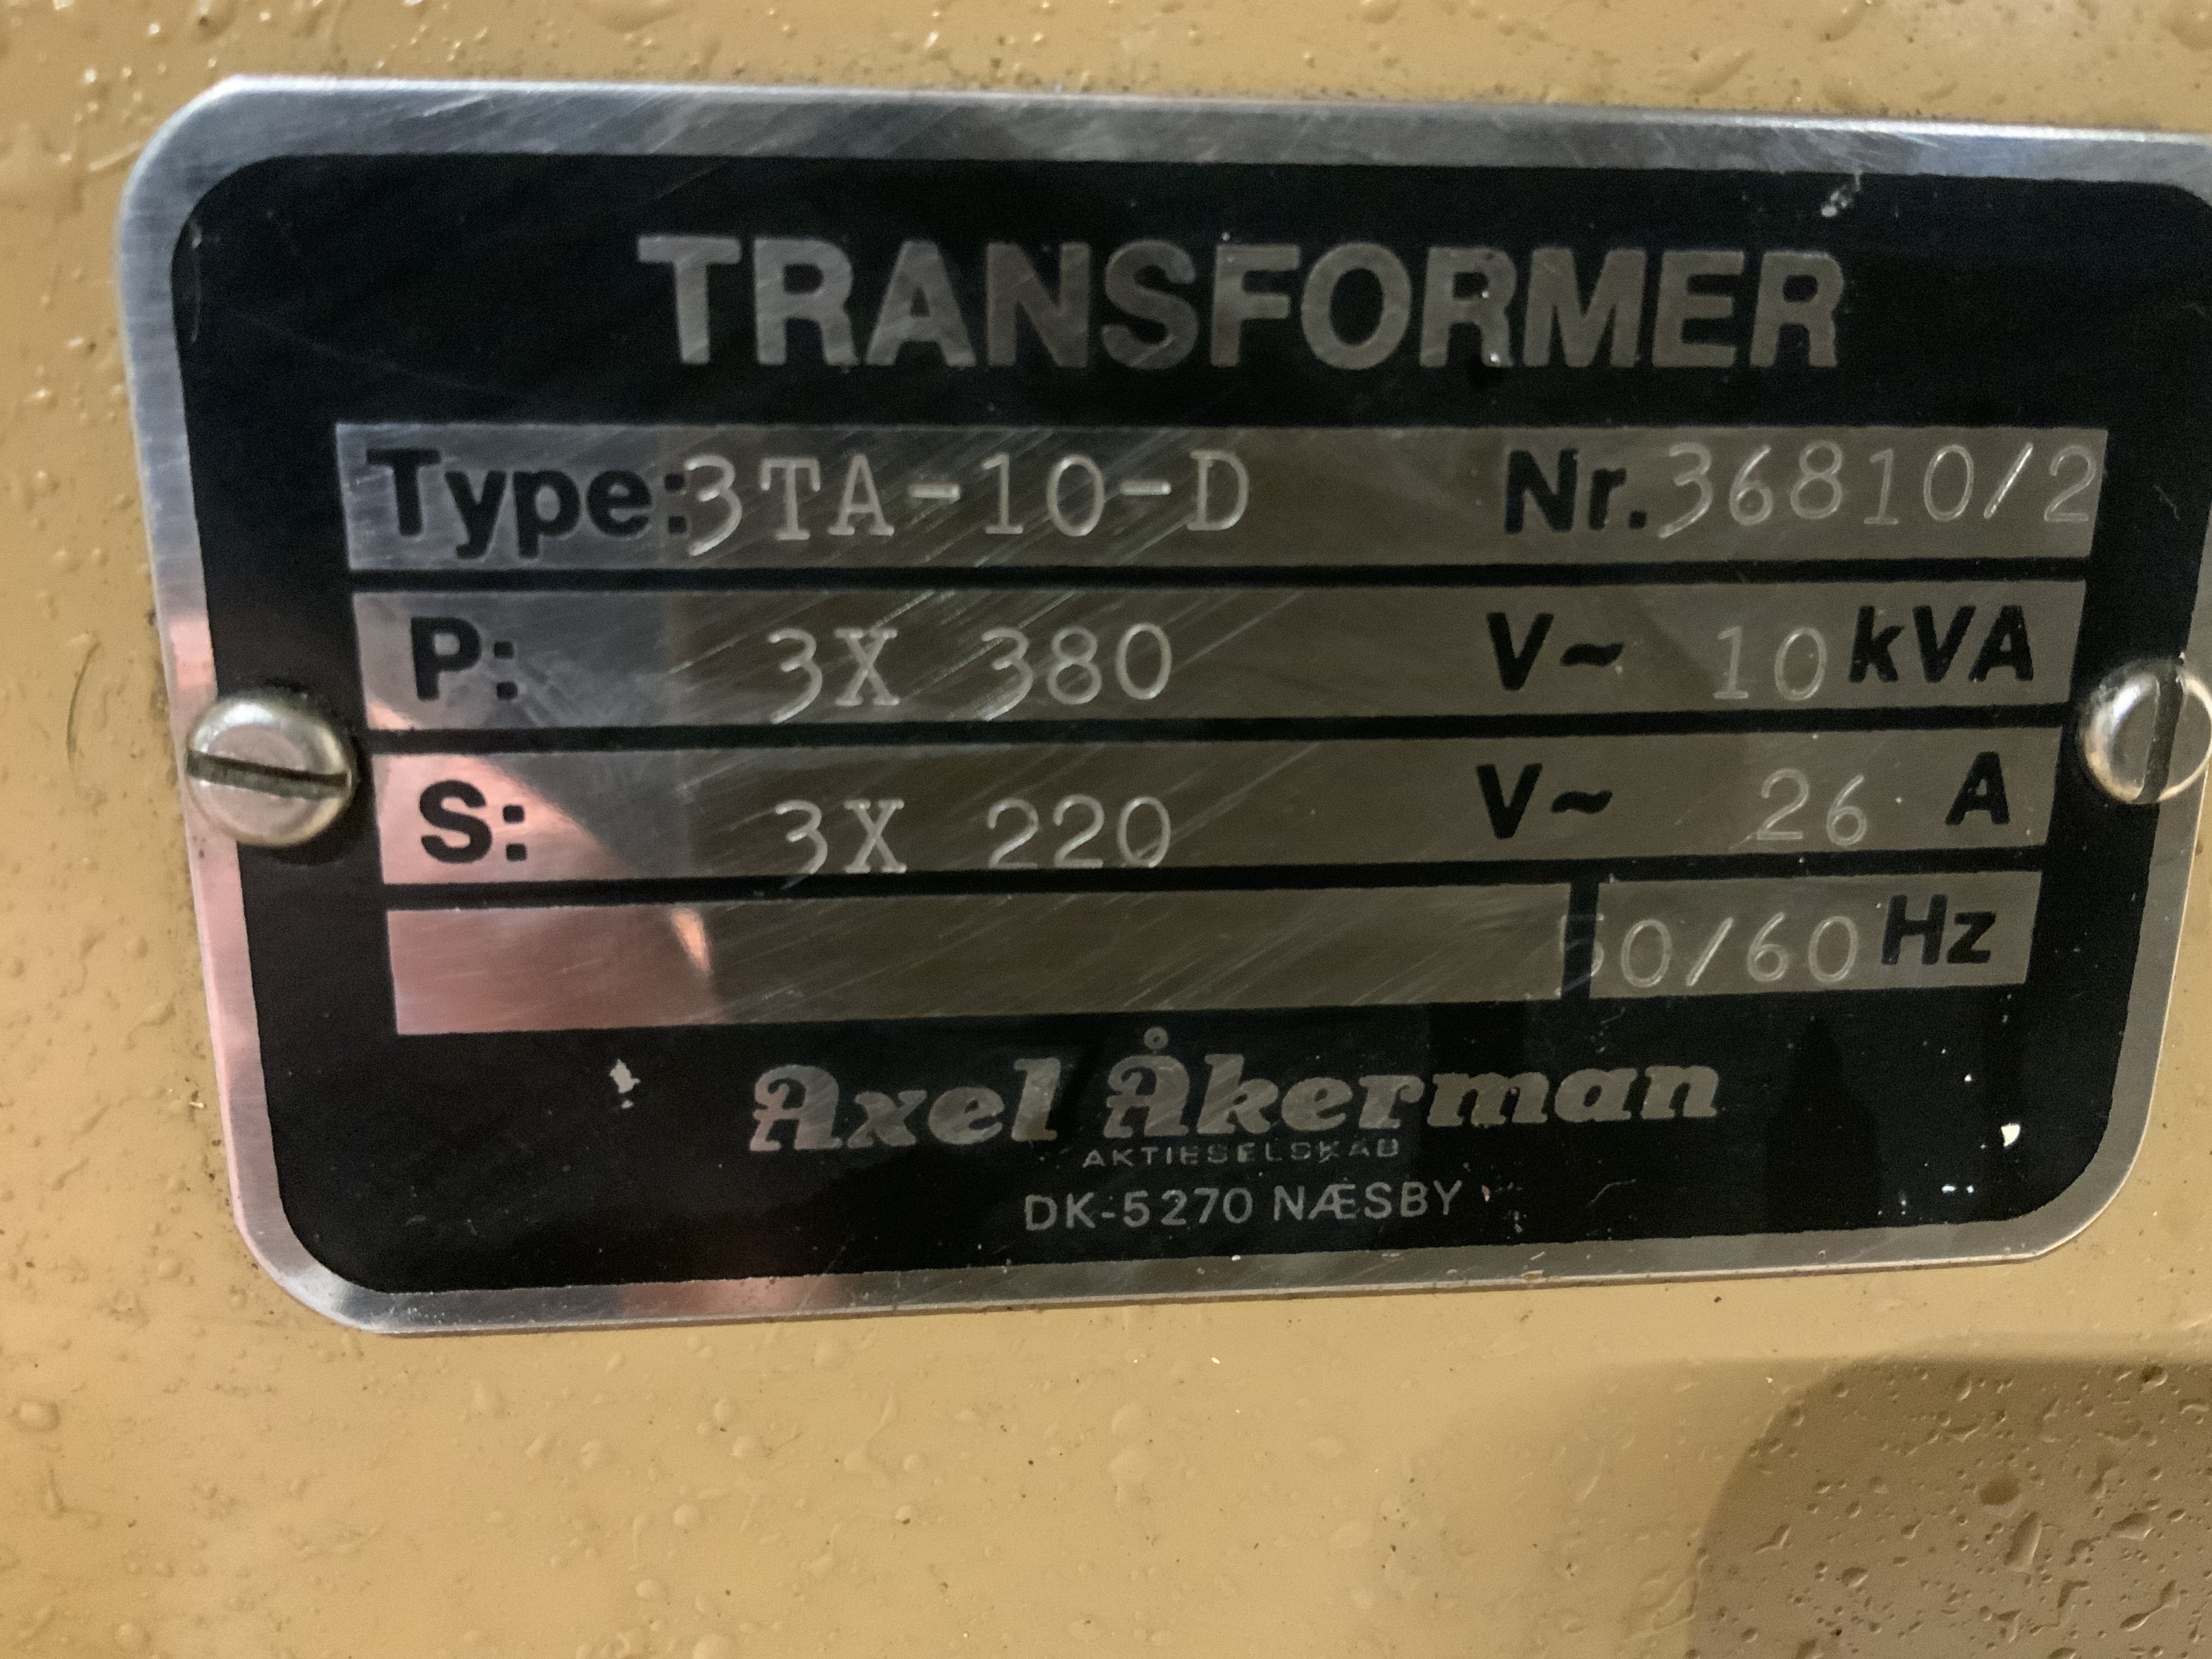 TRANSFORMER
Type: 3TA-10-D Nr. 36810/2
P: 3X 380 V~ 10 kVA
S: 3X 220 V~ 26 A
50/60 Hz
Axel Åkerman
AKTIESELSKAB
DK-5270 NÆSBY